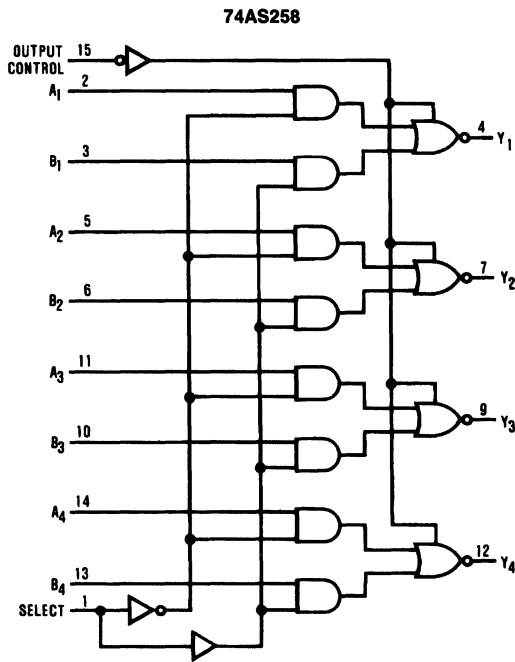 74AS258
OUTPUT CONTROL 15
A1 2
4 Y1
B1 3
A2 5
7 Y2
B2 6
A3 11
9 Y3
B3 10
A4 14
12 Y4
B4 13
SELECT 1